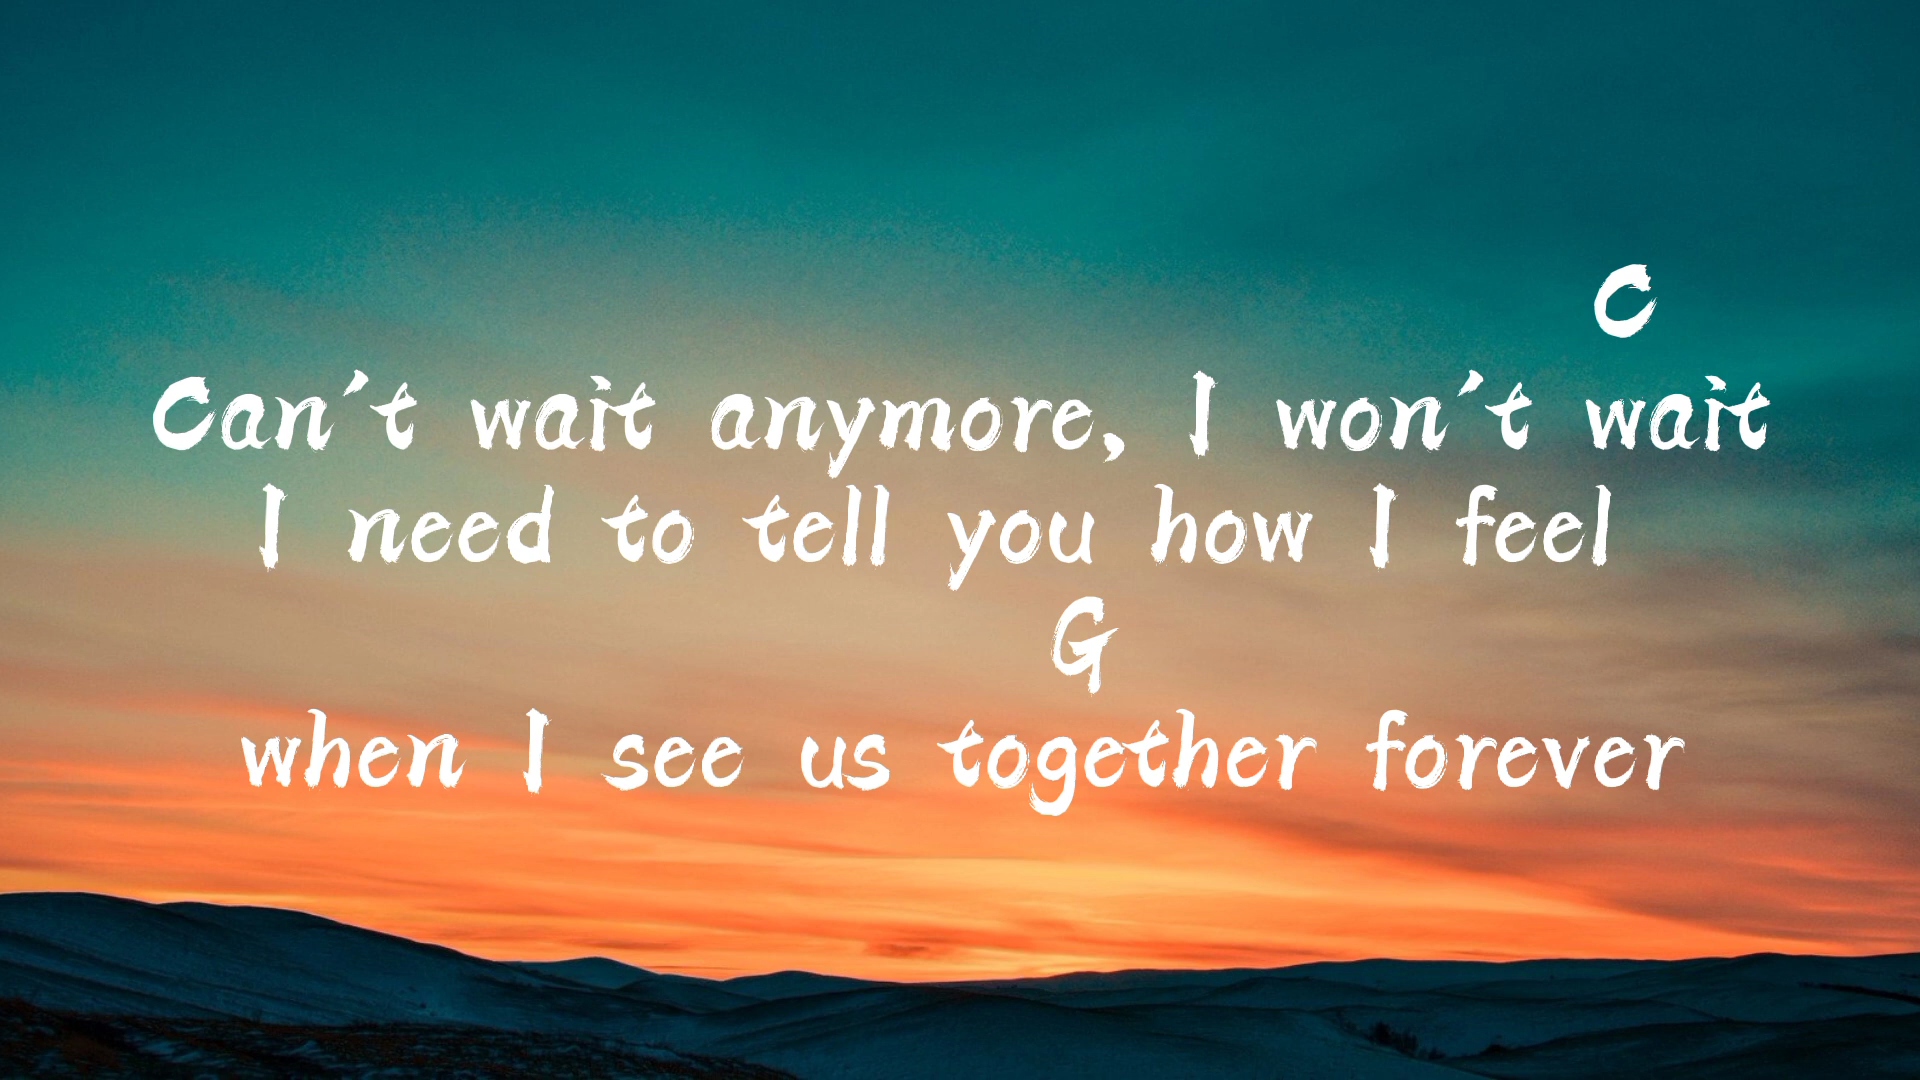 C
Can't wait anymore, I won't wait
I need to tell you how I feel
G
when I see us together forever